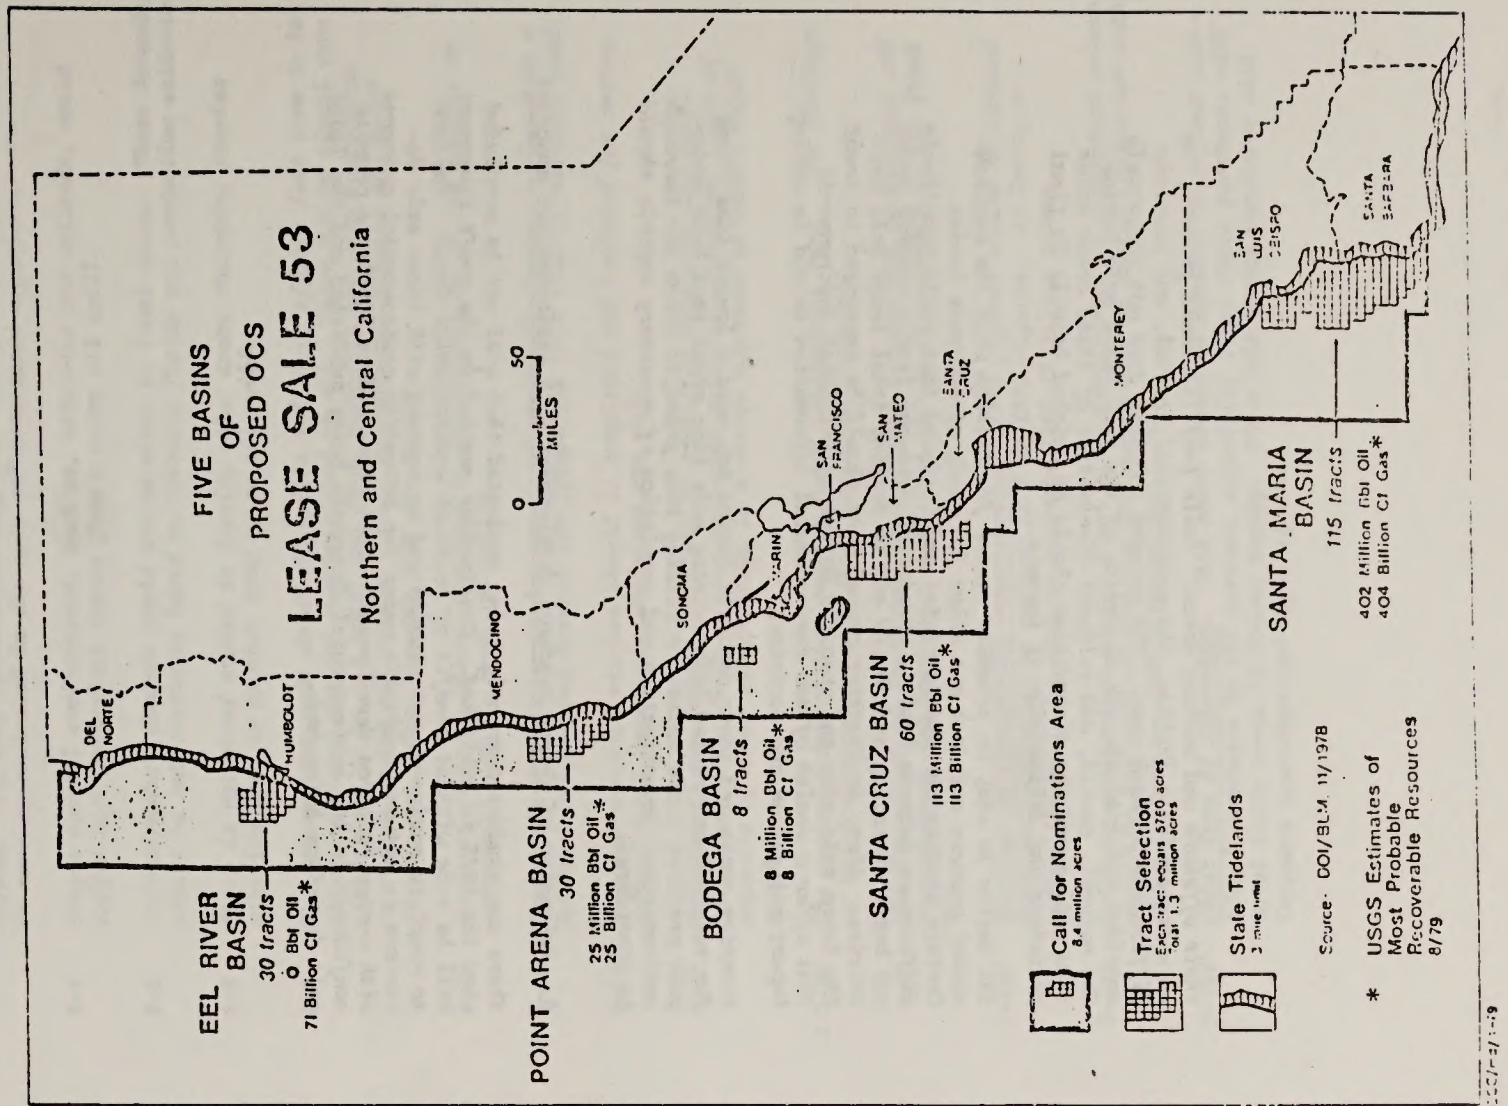 FIVE BASINS
OF
PROPOSED OCS
LEASE SALE 53
Northern and Central California
0 50
MILES
DEL
NORTE
HUMBOLDT
MENDOCINO
SONOMA
MARIN
SAN
FRANCISCO
SAN
MATEO
SANTA
CRUZ
MONTEREY
SAN
LUIS
OBISPO
SANTA
BARBARA
EEL RIVER
BASIN
30 tracts
0 Bbl Oil
71 Billion Cf Gas*
POINT ARENA BASIN
30 tracts
25 Million Bbl Oil*
25 Billion Cf Gas*
BODEGA BASIN
8 tracts
8 Million Bbl Oil*
8 Billion Cf Gas*
SANTA CRUZ BASIN
60 tracts
113 Million Bbl Oil*
113 Billion Cf Gas*
SANTA MARIA
BASIN
115 tracts
402 Million Bbl Oil*
404 Billion Cf Gas*
Call for Nominations Area
8.4 million acres
Tract Selection
Each tract equals 5760 acres
Total 1.3 million acres
State Tidelands
3 mile limit
Source: DOI/BLM, 11/1978
* USGS Estimates of
Most Probable
Recoverable Resources
8/79